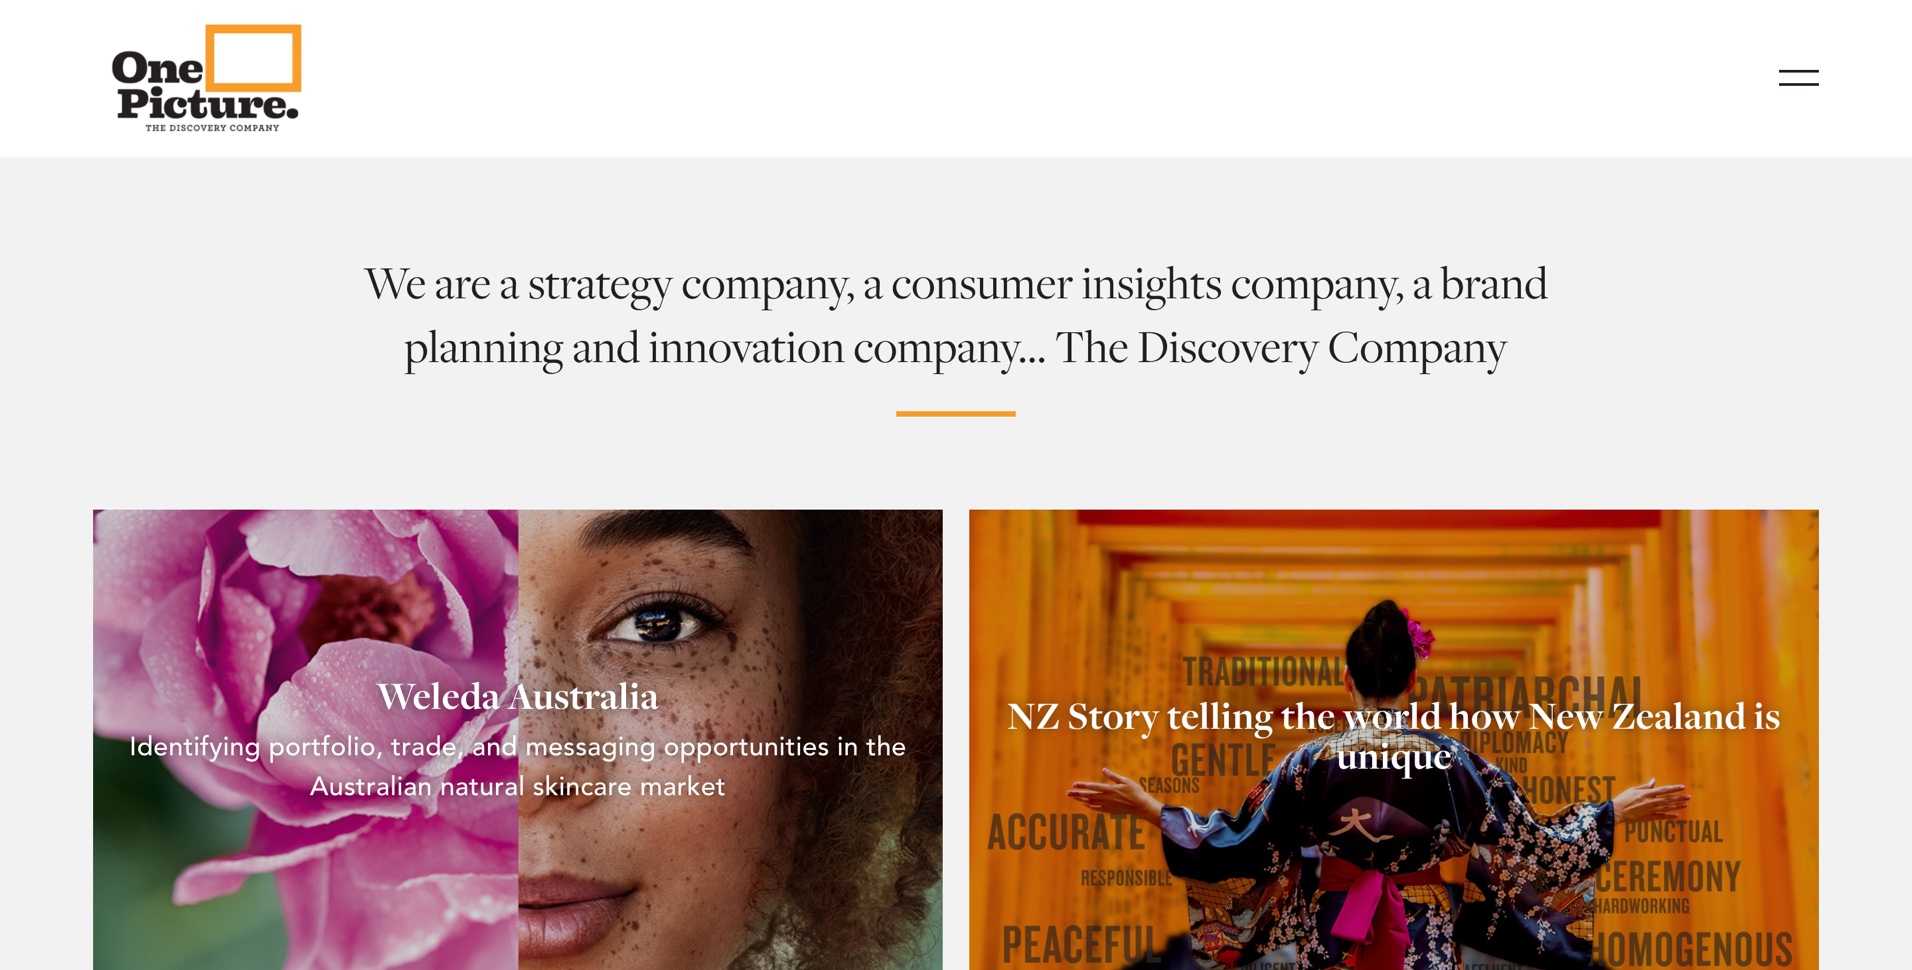 One
Picture.
THE DISCOVERY COMPANY
We are a strategy company, a consumer insights company, a brand
planning and innovation company... The Discovery Company
Weleda Australia
Identifying portfolio, trade, and messaging opportunities in the
Australian natural skincare market
NZ Story telling the world how New Zealand is
unique
TRADITIONAL
PATRIARCHAL
GENTLE
DIPLOMACY
KIND
SEASONS
HONEST
大
ACCURATE
PUNCTUAL
RESPONSIBLE
CEREMONY
HARDWORKING
PEACEFUL
HOMOGENOUS